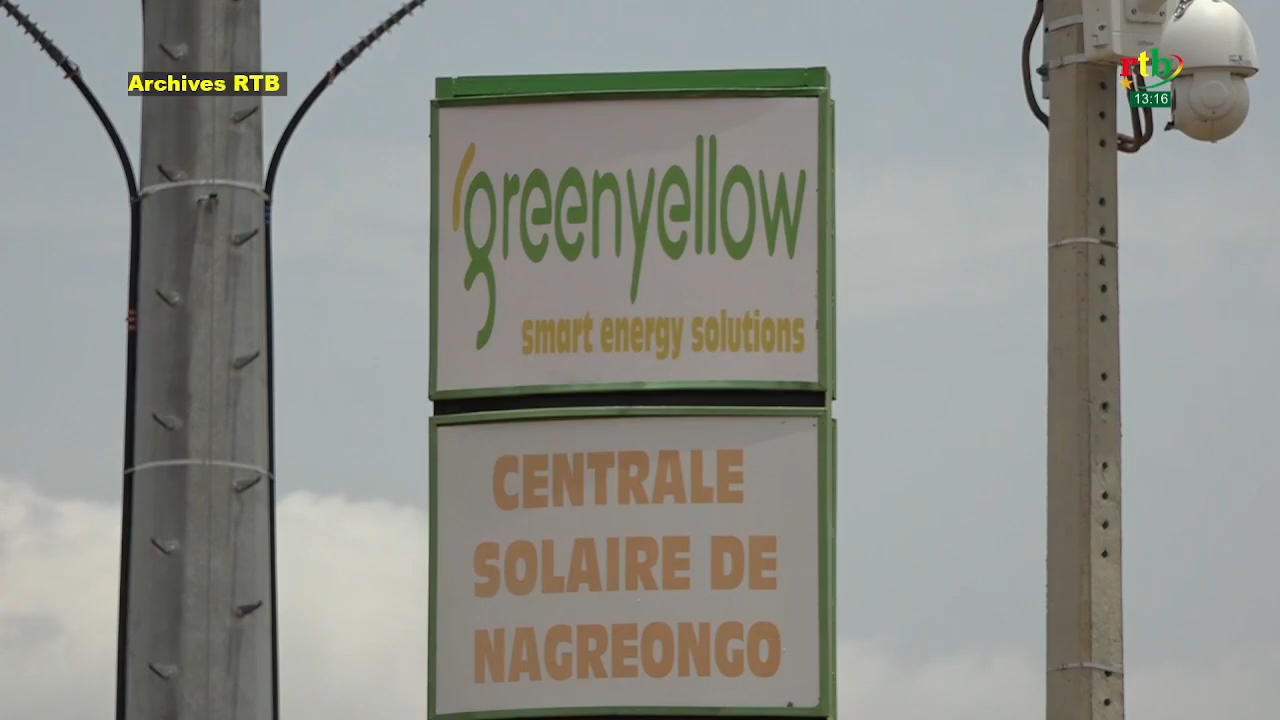 Archives RTB
rtb
13:16
greenyellow
smart energy solutions
CENTRALE
SOLAIRE DE
NAGREONGO